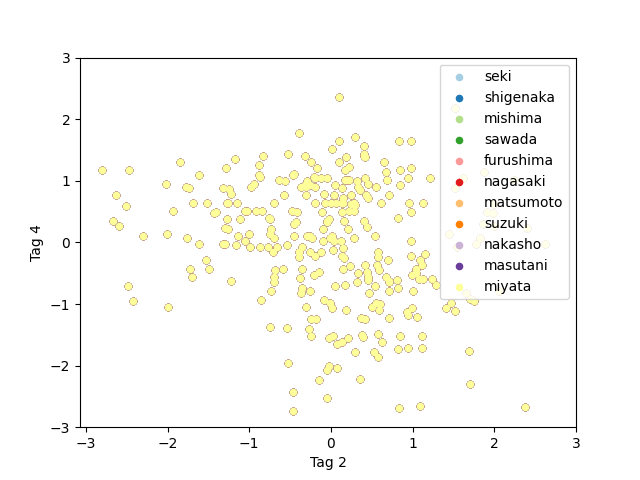 3
2
1
0
−1
−2
−3
Tag 4
−3
−2
−1
0
1
2
3
Tag 2
seki
shigenaka
mishima
sawada
furushima
nagasaki
matsumoto
suzuki
nakasho
masutani
miyata